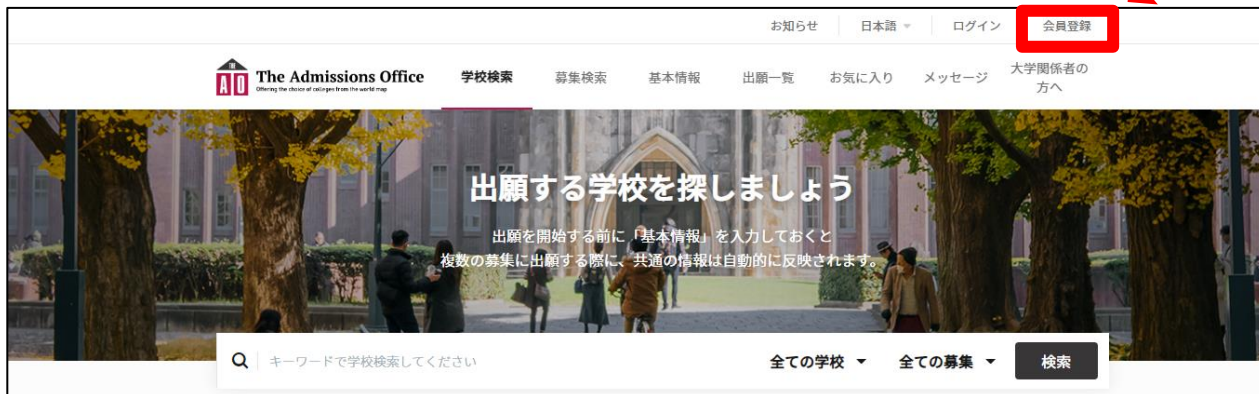 お知らせ 日本語 ログイン 会員登録
THE
AO
The Admissions Office
Offering the choice of colleges from the world map
学校検索 募集検索 基本情報 出願一覧 お気に入り メッセージ 大学関係者の
方へ
出願する学校を探しましょう
出願を開始する前に「基本情報」を入力しておくと
複数の募集に出願する際に、共通の情報は自動的に反映されます。
キーワードで学校検索してください 全ての学校 全ての募集 検索